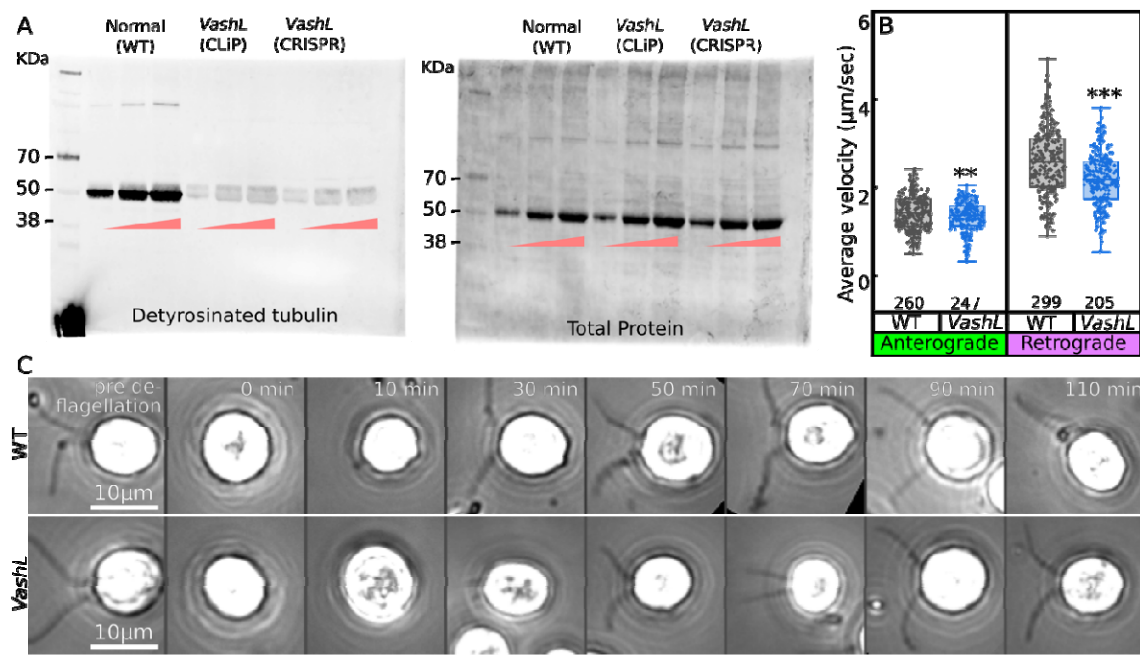 A
Normal
(WT)
VashL
(CLiP)
VashL
(CRISPR)
KDa
70
50
38
Detyrosinated tubulin
Normal
(WT)
VashL
(CLiP)
VashL
(CRISPR)
KDa
70
50
38
Total Protein
B
Average velocity (µm/sec)
6
4
2
0
**
***
260
247
299
205
WT
VashL
WT
VashL
Anterograde
Retrograde
C
pre de-
flagellation
0 min
10 min
30 min
50 min
70 min
90 min
110 min
WT
10µm
VashL
10µm